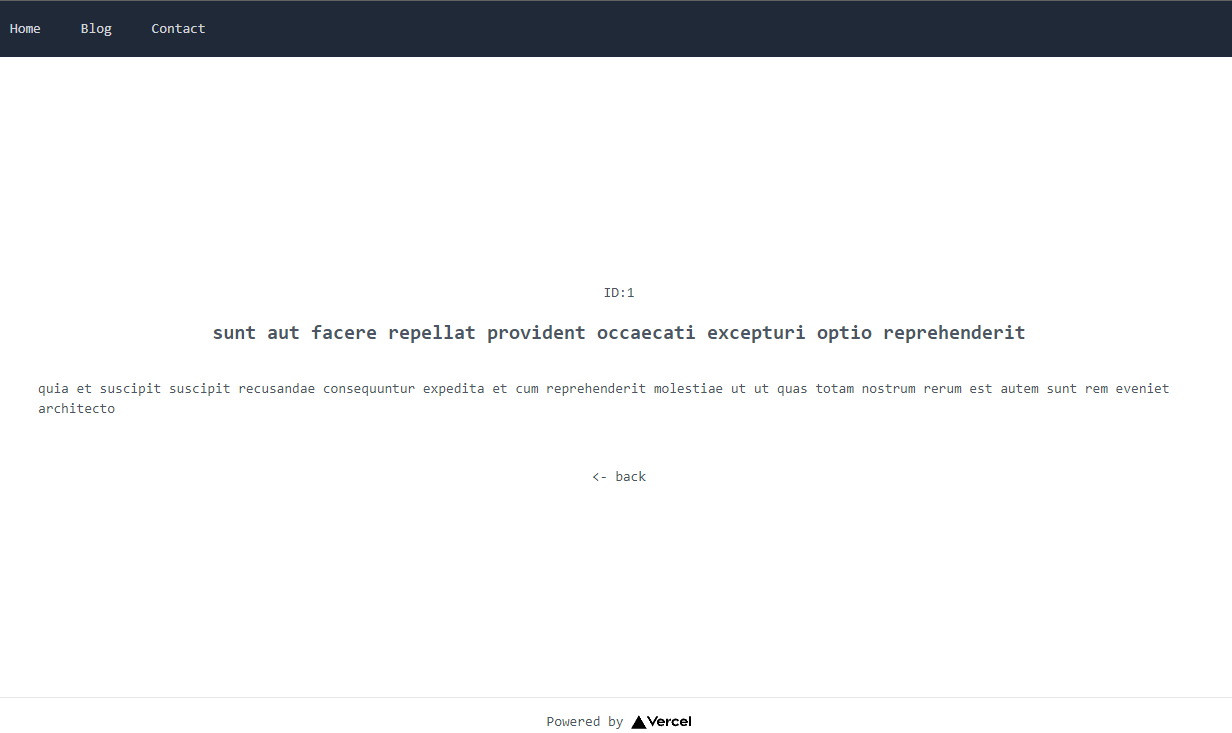 Home Blog Contact
ID:1
sunt aut facere repellat provident occaecati excepturi optio reprehenderit
quia et suscipit suscipit recusandae consequuntur expedita et cum reprehenderit molestiae ut ut quas totam nostrum rerum est autem sunt rem eveniet
architecto
<- back
Powered by Vercel